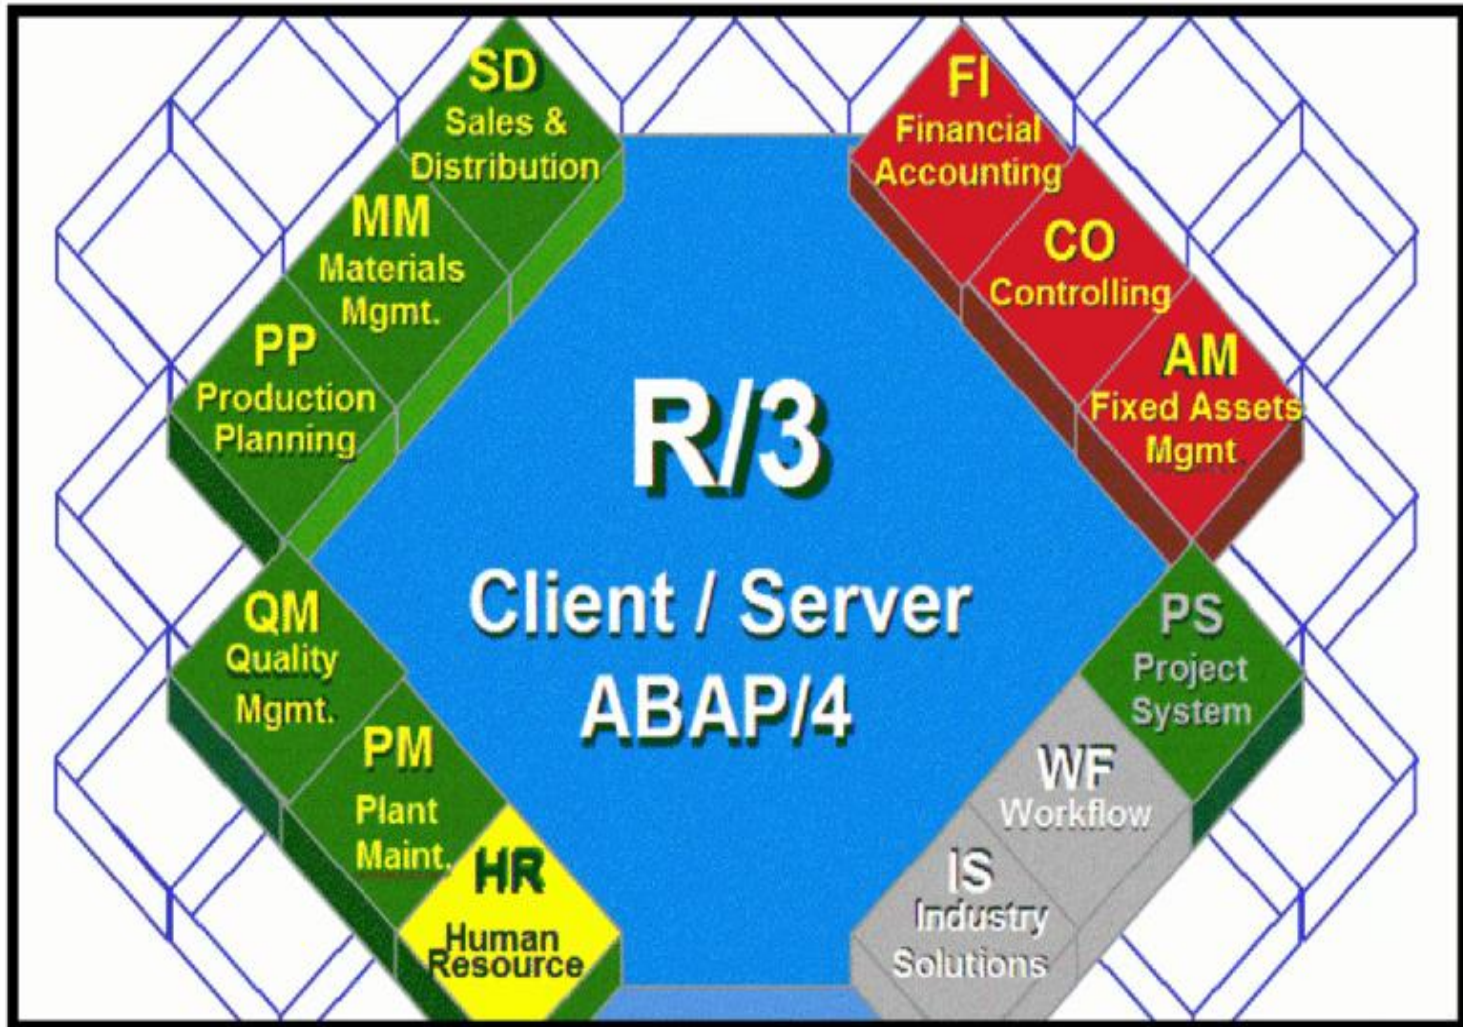 SD
Sales &
Distribution
MM
Materials
Mgmt.
PP
Production
Planning
QM
Quality
Mgmt.
PM
Plant
Maint.
HR
Human
Resource
R/3
Client / Server
ABAP/4
FI
Financial
Accounting
CO
Controlling
AM
Fixed Assets
Mgmt
PS
Project
System
WF
Workflow
IS
Industry
Solutions